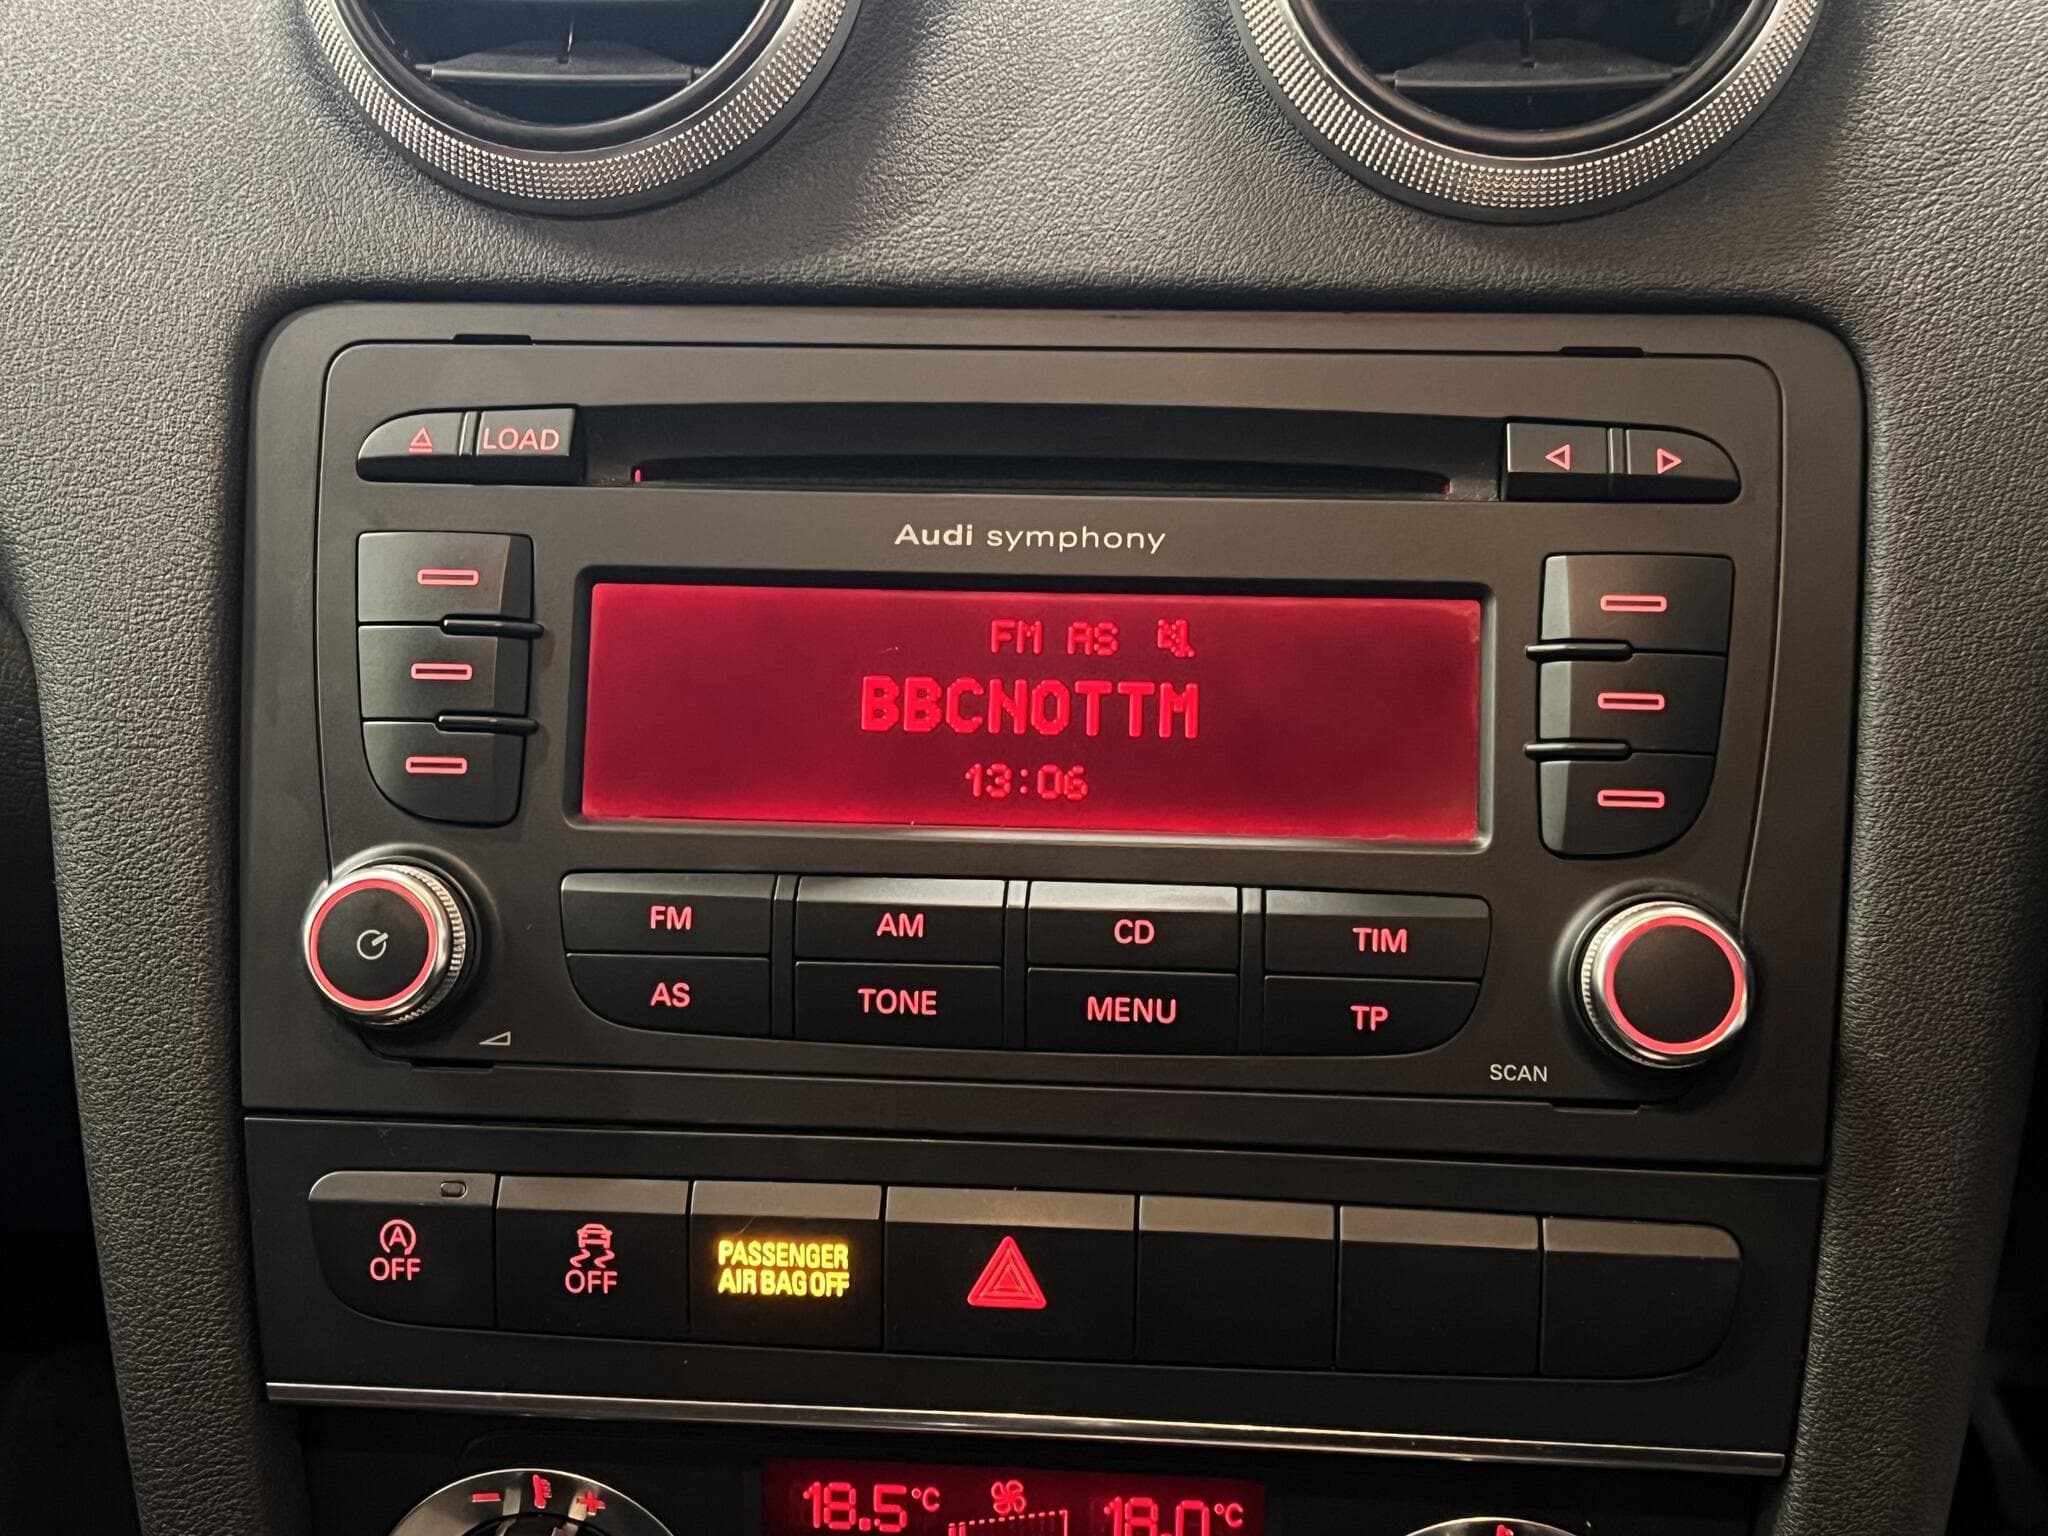 LOAD
Audi symphony
FM AS
BBCNOTTM
13:06
FM AM CD TIM
AS TONE MENU TP
SCAN
A
OFF
OFF
PASSENGER
AIR BAG OFF
- +
18.5°C 18.0°C